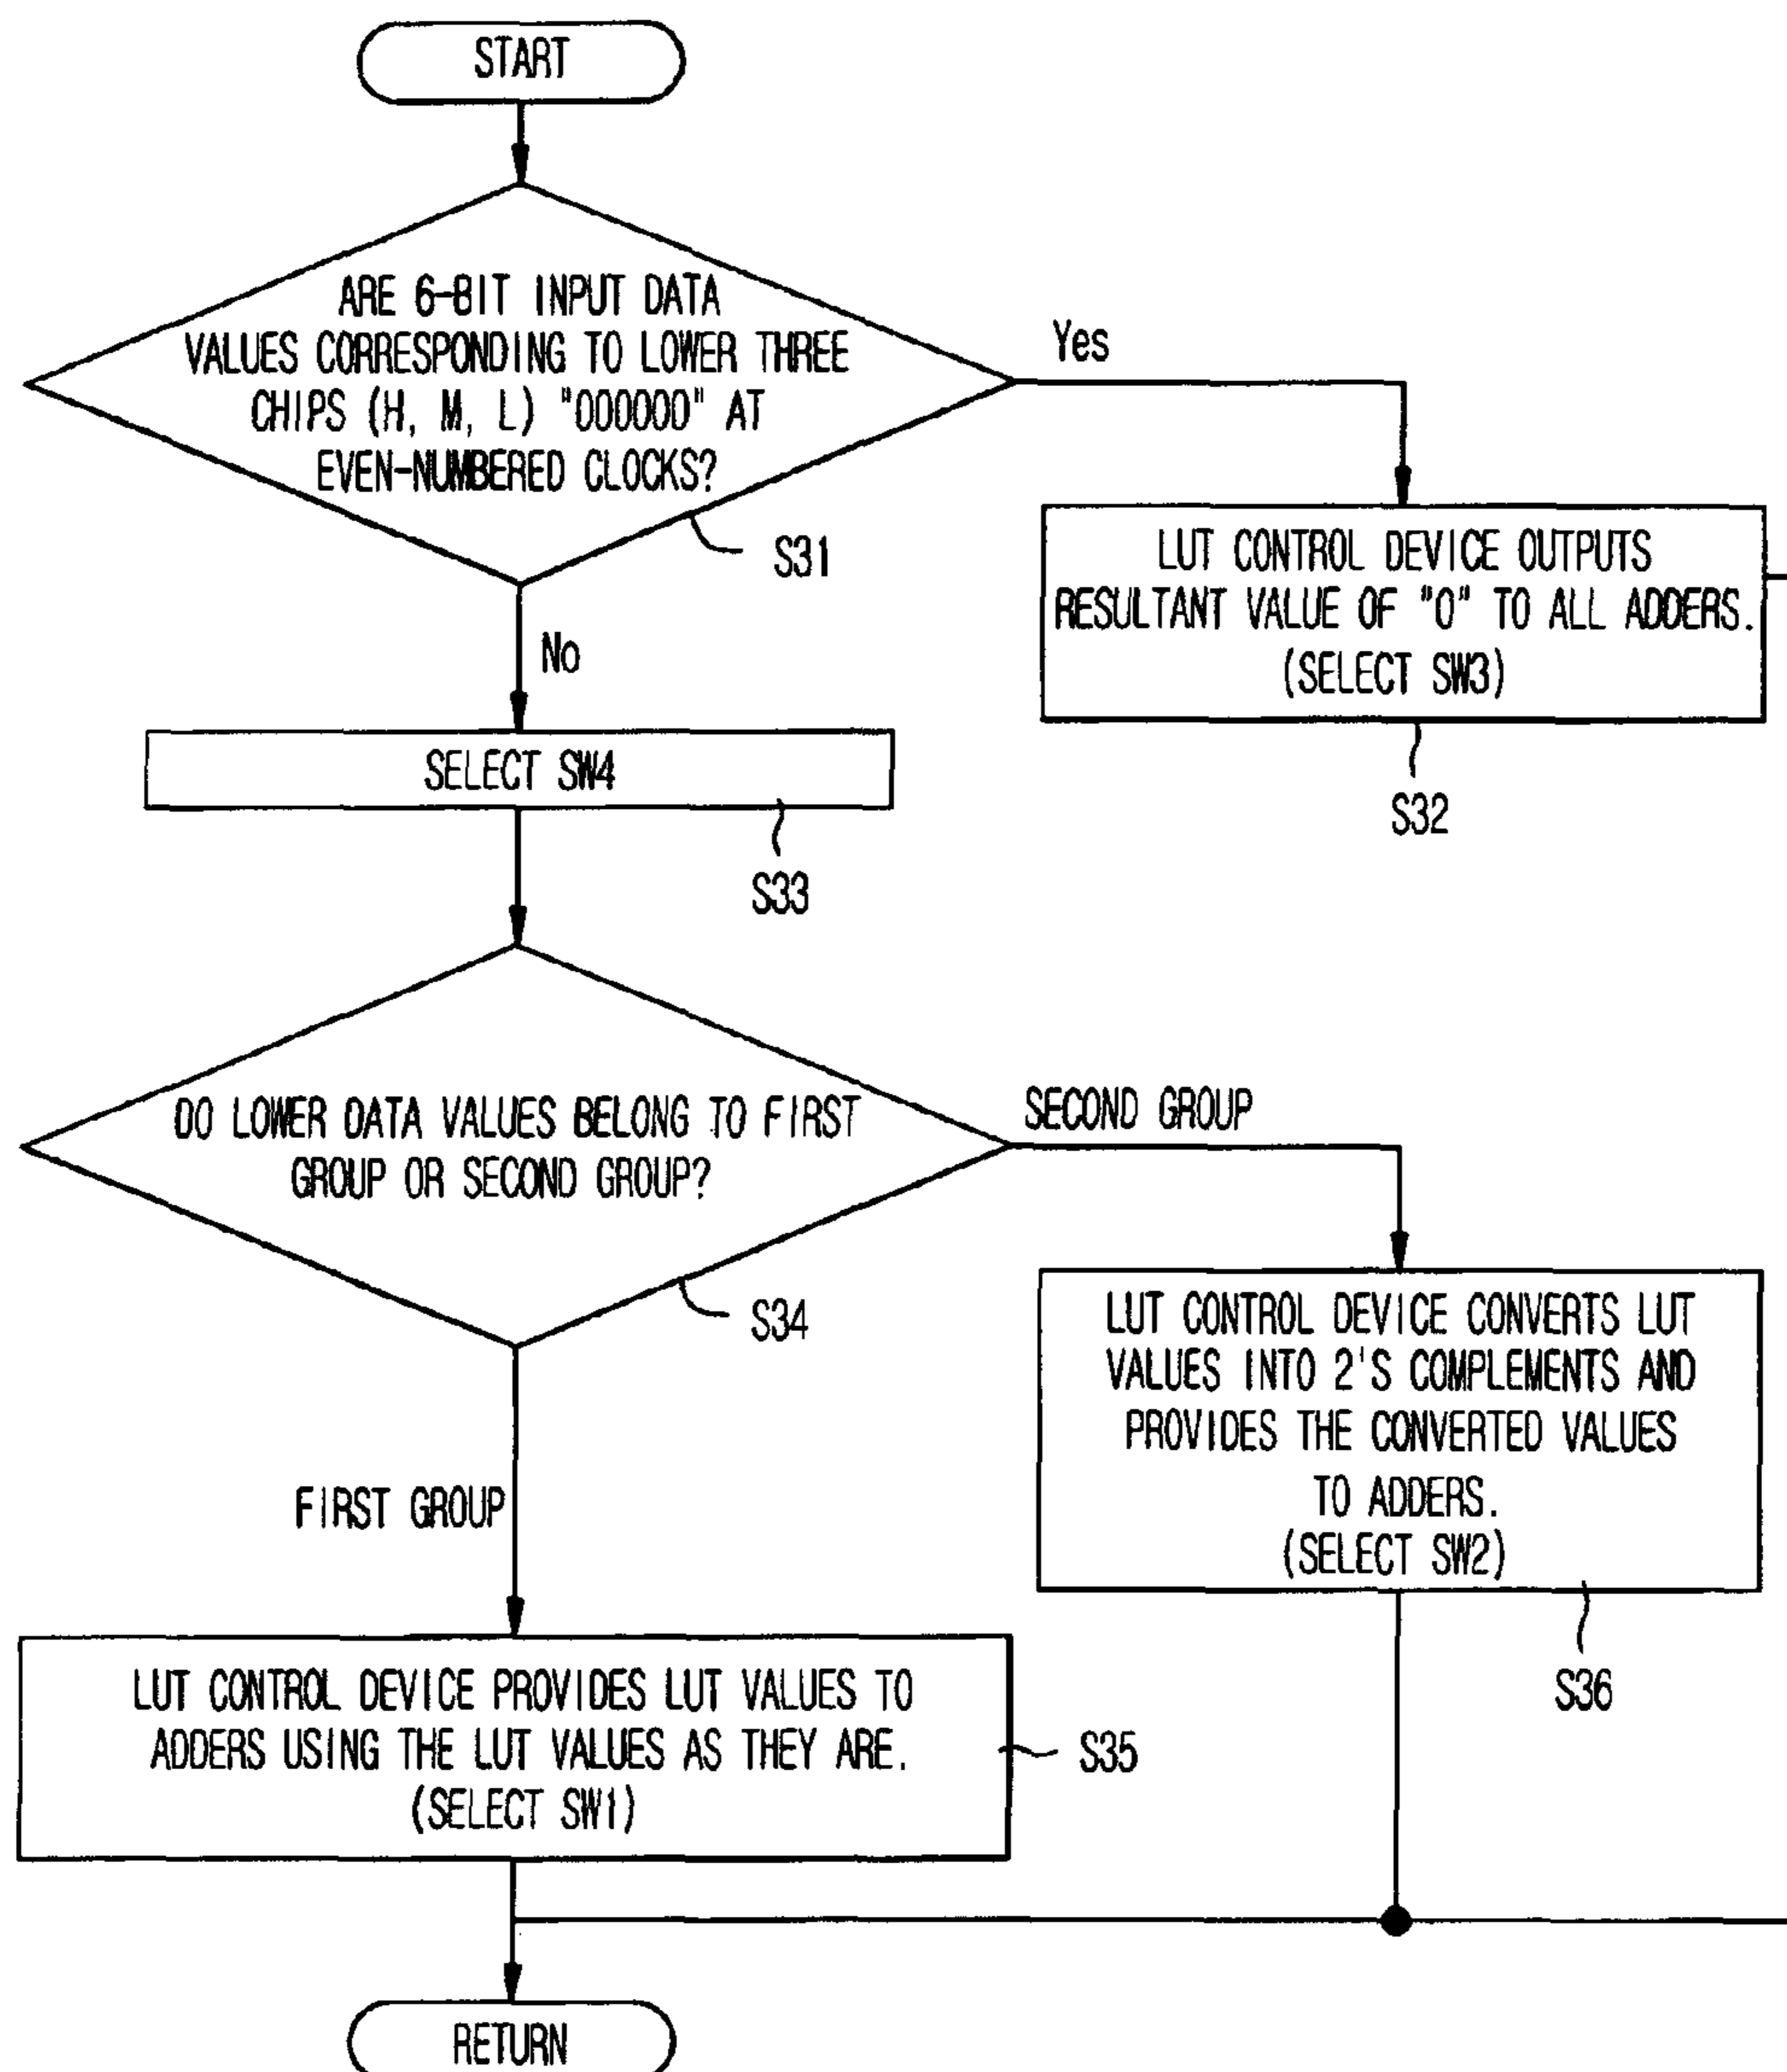 START
ARE 6-BIT INPUT DATA
VALUES CORRESPONDING TO LOWER THREE
CHIPS (H, M, L) "000000" AT
EVEN-NUMBERED CLOCKS?
S31
Yes
LUT CONTROL DEVICE OUTPUTS
RESULTANT VALUE OF "0" TO ALL ADDERS.
(SELECT SW3)
S32
No
SELECT SW4
S33
DO LOWER DATA VALUES BELONG TO FIRST
GROUP OR SECOND GROUP?
S34
SECOND GROUP
LUT CONTROL DEVICE CONVERTS LUT
VALUES INTO 2'S COMPLEMENTS AND
PROVIDES THE CONVERTED VALUES
TO ADDERS.
(SELECT SW2)
S36
FIRST GROUP
LUT CONTROL DEVICE PROVIDES LUT VALUES TO
ADDERS USING THE LUT VALUES AS THEY ARE.
(SELECT SW1)
S35
RETURN